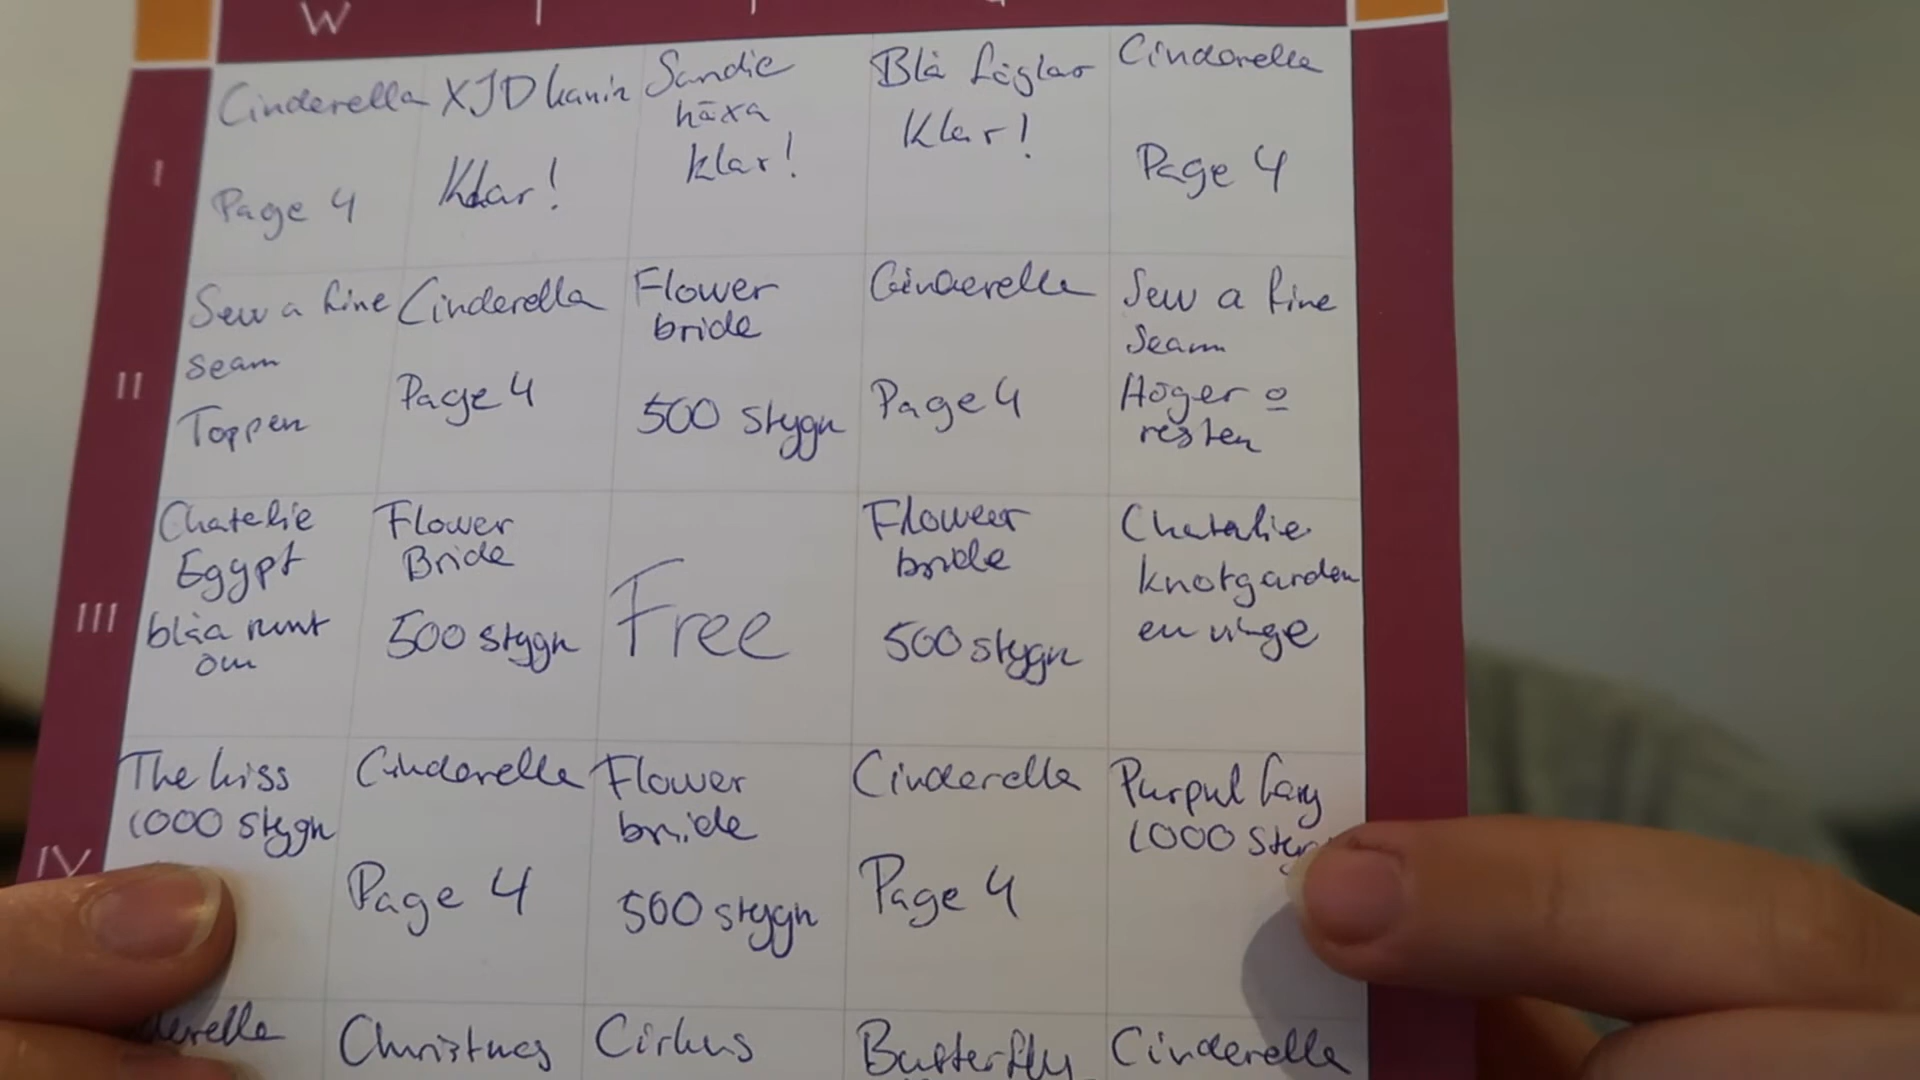 W
I
Cinderella
Page 4
XJD kanin
Klar!
Sandie
häxa
klar!
Blå fåglar
Klar!
Cinderella
Page 4
II
Sew a fine
seam
Toppen
Cinderella
Page 4
Flower
bride
500 stygn
Cinderella
Page 4
Sew a fine
seam
Höger o
resten
III
Chatelie
Egypt
blåa runt
om
Flower
Bride
500 stygn
Free
Floweer
bride
500 stygn
Chatalie
knotgarden
en vinge
IV
The kiss
1000 stygn
Cinderella
Page 4
Flower
bride
500 stygn
Cinderella
Page 4
Purpul
1000
derella
Christmas
Cirkus
Butterfly
Cinderella